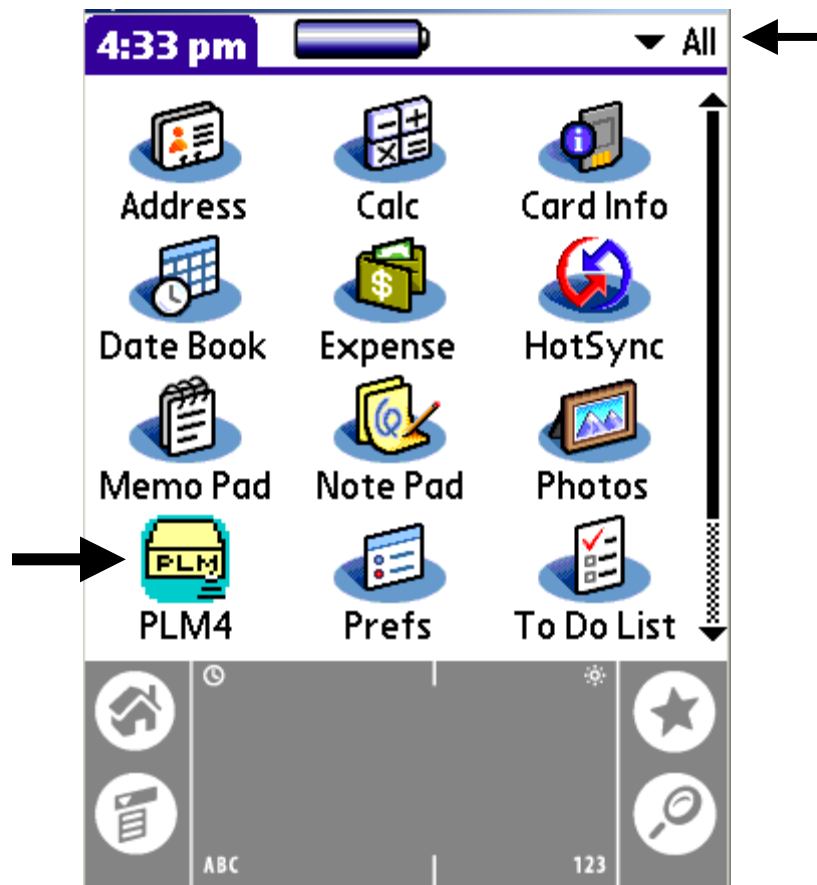 4:33 pm All
Address Calc Card Info
Date Book Expense HotSync
Memo Pad Note Pad Photos
PLM
PLM4 Prefs To Do List
ABC 123